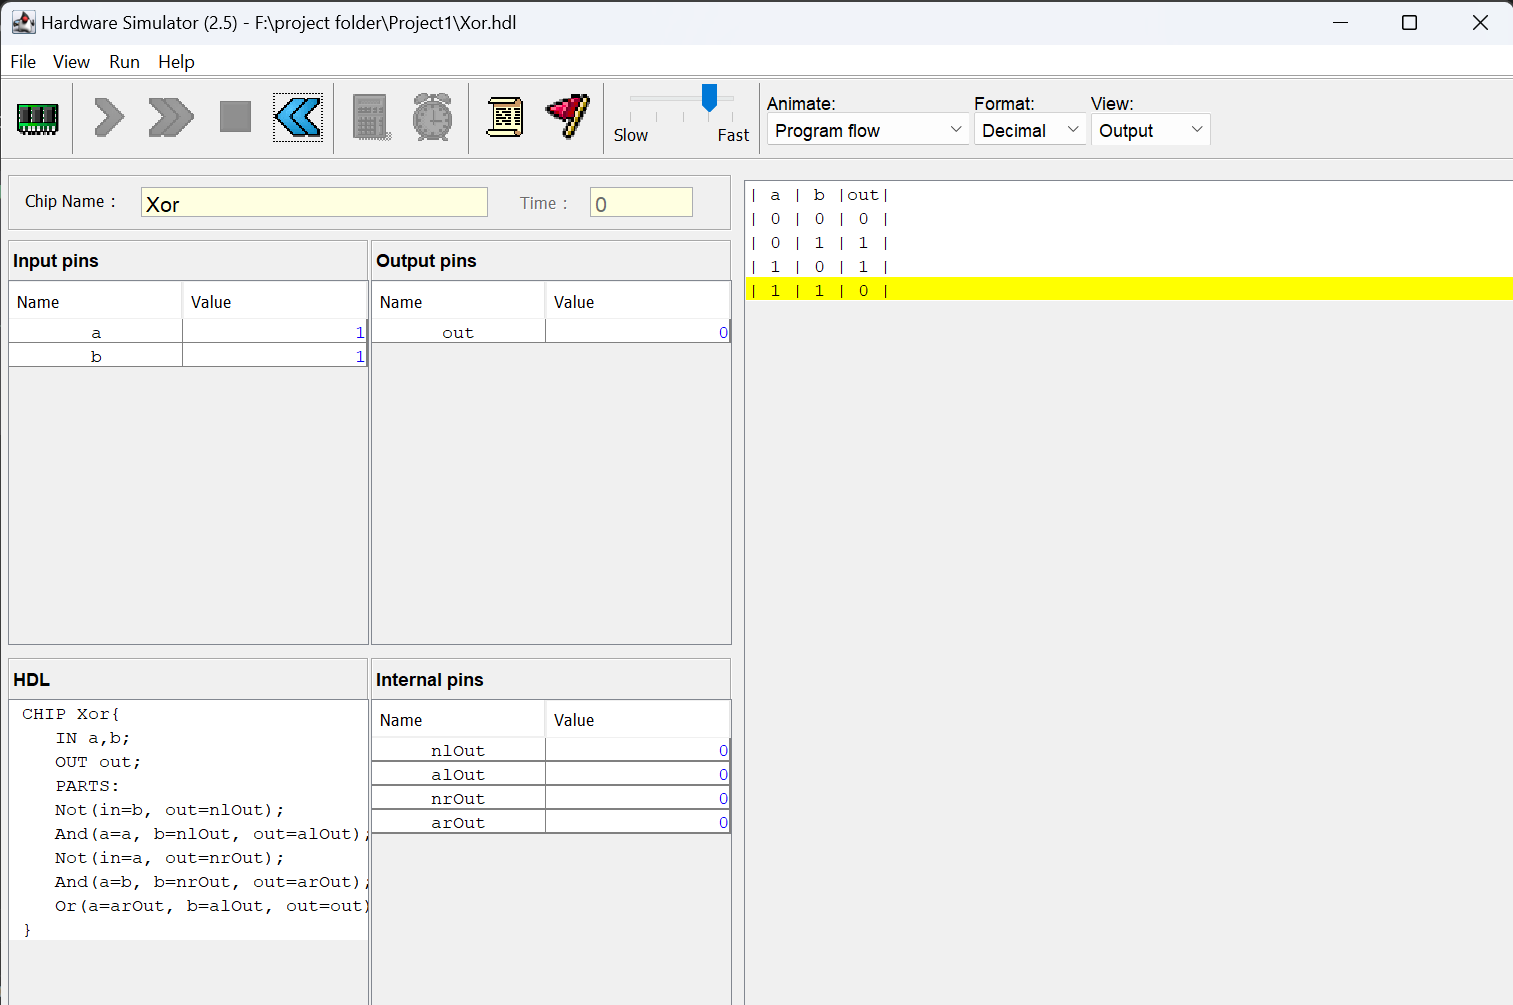 Hardware Simulator (2.5) - F:\project folder\Project1\Xor.hdl
File View Run Help
Slow Fast
Animate: Format: View:
Program flow Decimal Output
Chip Name : Xor Time : 0
Input pins
Name Value
a 1
b 1
Output pins
Name Value
out 0
HDL
CHIP Xor{
IN a,b;
OUT out;
PARTS:
Not(in=b, out=nlOut);
And(a=a, b=nlOut, out=alOut);
Not(in=a, out=nrOut);
And(a=b, b=nrOut, out=arOut);
Or(a=arOut, b=alOut, out=out)
}
Internal pins
Name Value
nlOut 0
alOut 0
nrOut 0
arOut 0
| a | b |out|
| 0 | 0 | 0 |
| 0 | 1 | 1 |
| 1 | 0 | 1 |
| 1 | 1 | 0 |